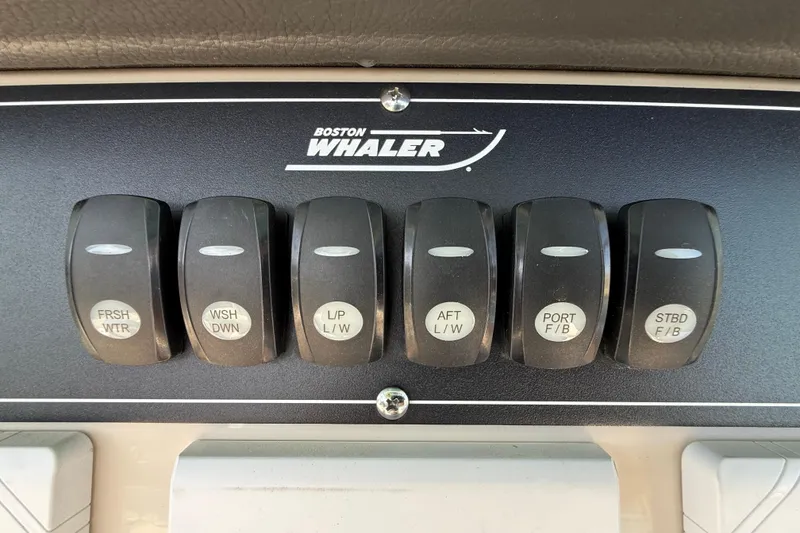 BOSTON
WHALER
FRSH
WTR
WSH
DWN
L/P
L/W
AFT
L/W
PORT
F/B
STBD
F/B